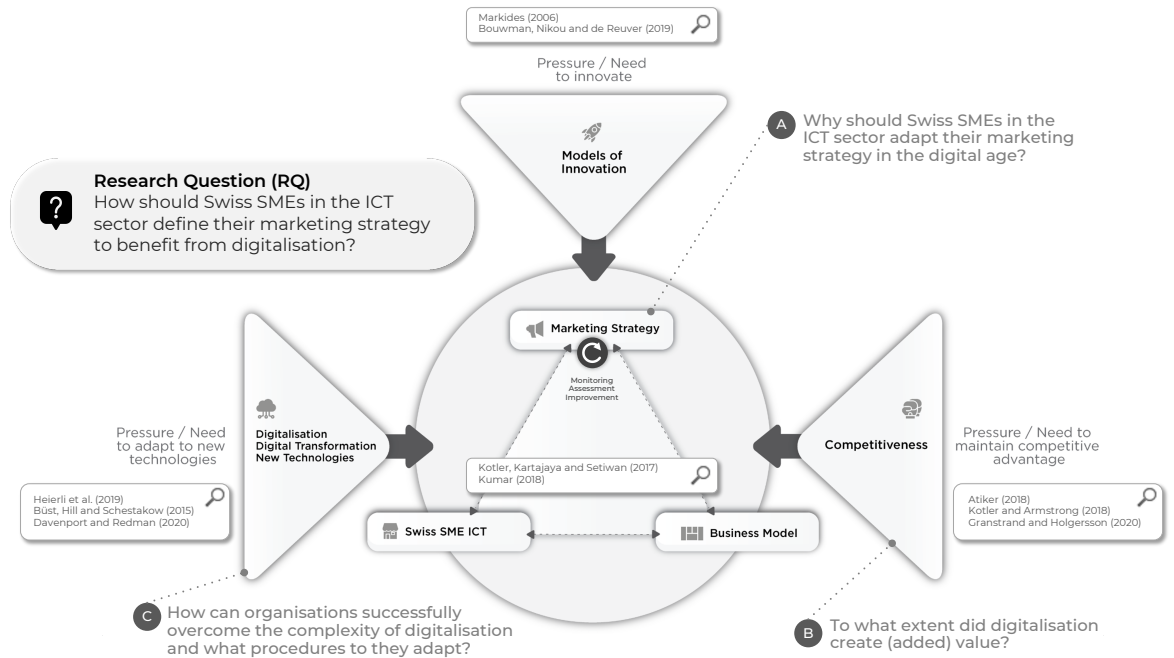 Markides (2006)
Bouwman, Nikou and de Reuver (2019)
Pressure / Need
to innovate
Models of
Innovation
A
Why should Swiss SMEs in the
ICT sector adapt their marketing
strategy in the digital age?
Research Question (RQ)
How should Swiss SMEs in the ICT
sector define their marketing strategy
to benefit from digitalisation?
Marketing Strategy
Monitoring
Assessment
Improvement
Digitalisation
Digital Transformation
New Technologies
Pressure / Need
to adapt to new
technologies
Heierli et al. (2019)
Büst, Hill and Schestakow (2015)
Davenport and Redman (2020)
Kotler, Kartajaya and Setiwan (2017)
Kumar (2018)
Swiss SME ICT
Business Model
Competitiveness
Pressure / Need to
maintain competitive
advantage
Atiker (2018)
Kotler and Armstrong (2018)
Granstrand and Holgersson (2020)
C
How can organisations successfully
overcome the complexity of digitalisation
and what procedures to they adapt?
B
To what extent did digitalisation
create (added) value?